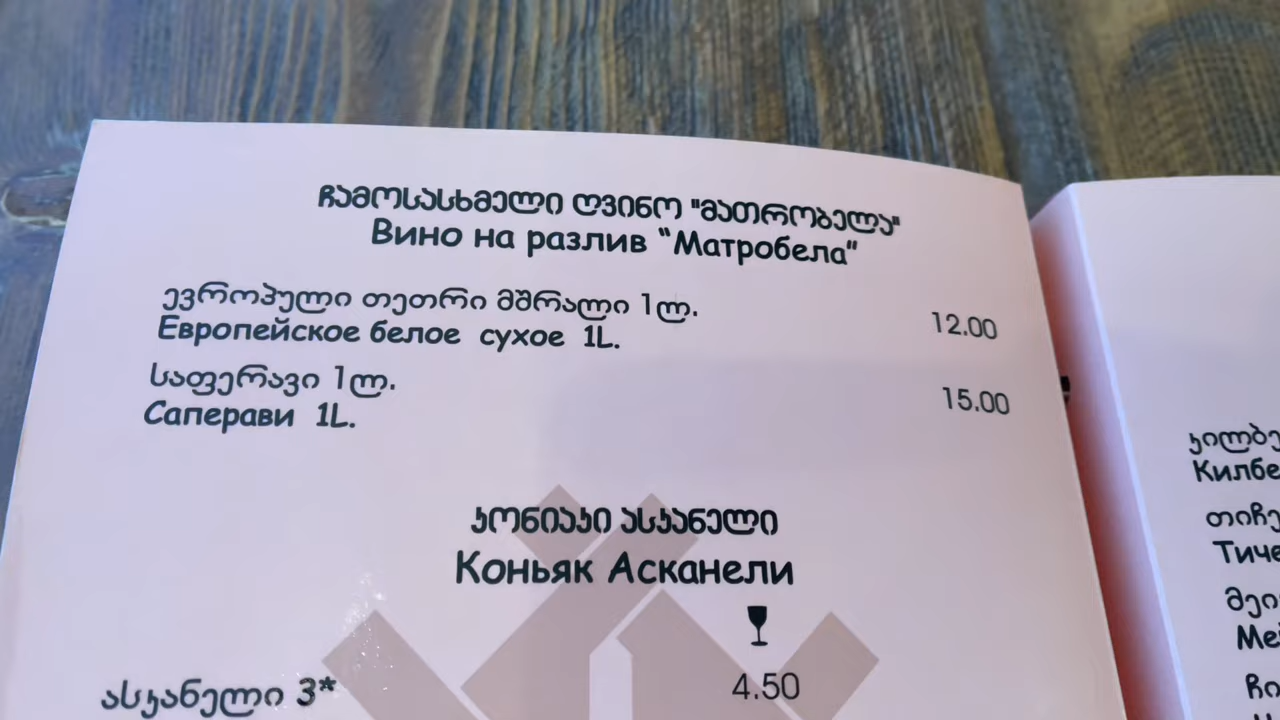 ჩამოსასხმელი ღვინო "მათრობელა"
Вино на разлив “Матробела”
ევროპული თეთრი მშრალი 1ლ.
Европейское белое сухое 1L.
12.00
საფერავი 1ლ.
Саперави 1L.
15.00
კონიაკი ასკანელი
Коньяк Асканели
ასკანელი 3*
4.50